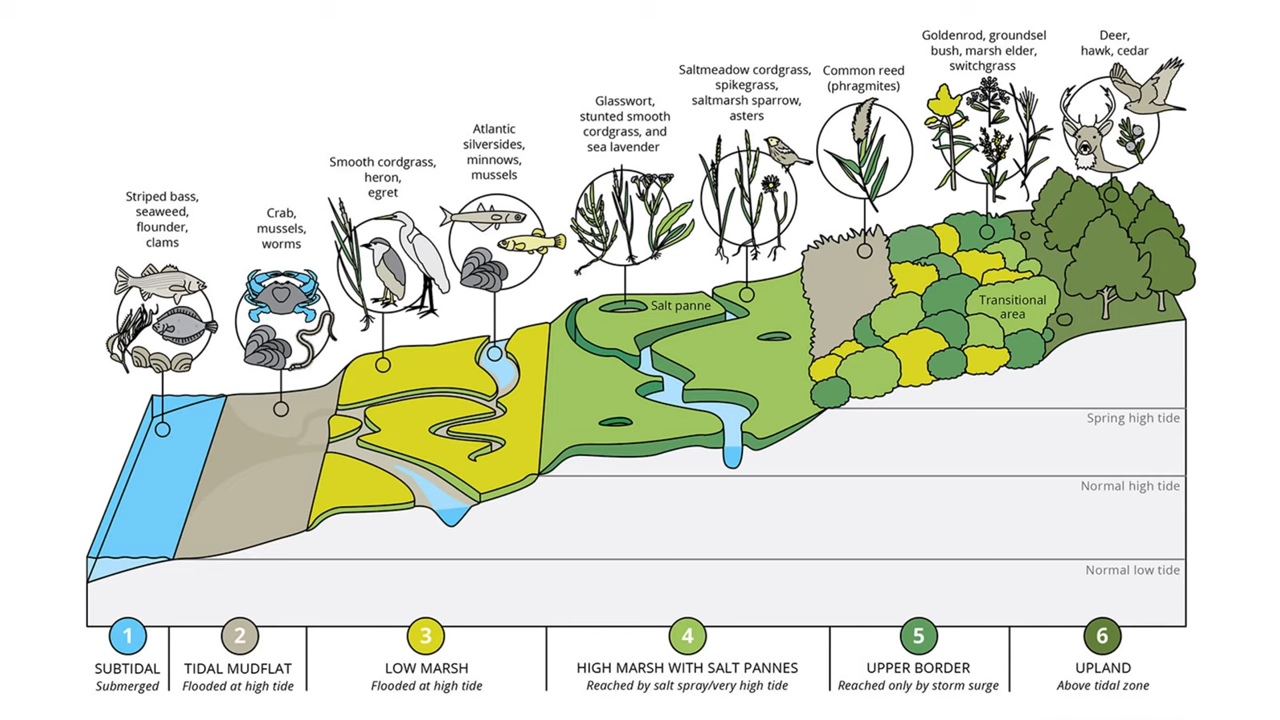 Striped bass,
seaweed,
flounder,
clams
Crab,
mussels,
worms
Smooth cordgrass,
heron,
egret
Atlantic
silversides,
minnows,
mussels
Glasswort,
stunted smooth
cordgrass, and
sea lavender
Saltmeadow cordgrass,
spikegrass,
saltmarsh sparrow,
asters
Common reed
(phragmites)
Goldenrod, groundsel
bush, marsh elder,
switchgrass
Deer,
hawk, cedar
Salt panne
Transitional
area
Spring high tide
Normal high tide
Normal low tide
1
SUBTIDAL
Submerged
2
TIDAL MUDFLAT
Flooded at high tide
3
LOW MARSH
Flooded at high tide
4
HIGH MARSH WITH SALT PANNES
Reached by salt spray/very high tide
5
UPPER BORDER
Reached only by storm surge
6
UPLAND
Above tidal zone